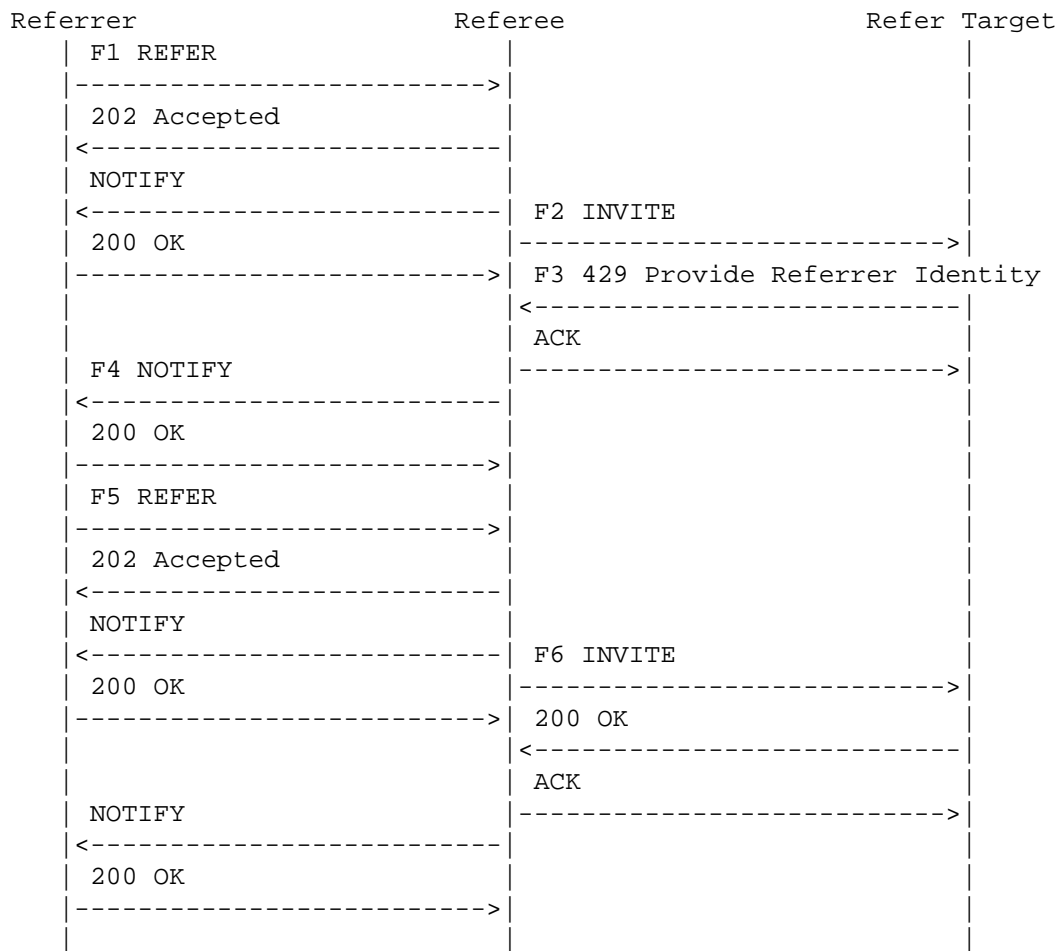 Referrer Referee Refer Target
F1 REFER
202 Accepted
NOTIFY
F2 INVITE
200 OK
F3 429 Provide Referrer Identity
ACK
F4 NOTIFY
200 OK
F5 REFER
202 Accepted
NOTIFY
F6 INVITE
200 OK
200 OK
ACK
NOTIFY
200 OK